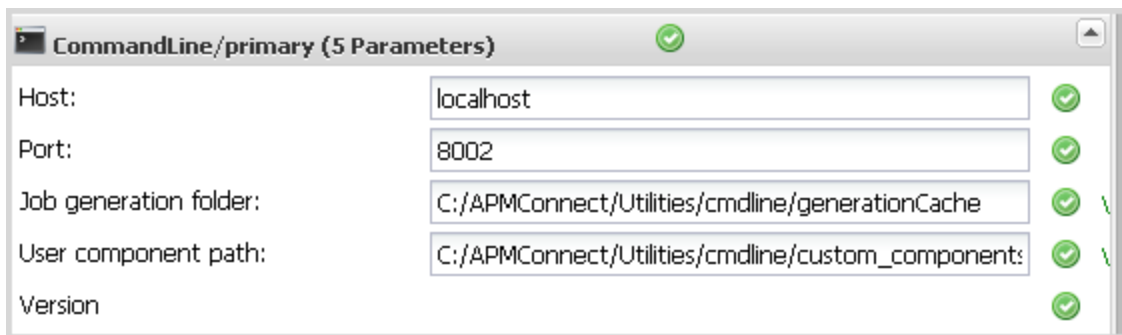 CommandLine/primary (5 Parameters)
Host: localhost
Port: 8002
Job generation folder: C:/APMConnect/Utilities/cmdline/generationCache
User component path: C:/APMConnect/Utilities/cmdline/custom_components
Version